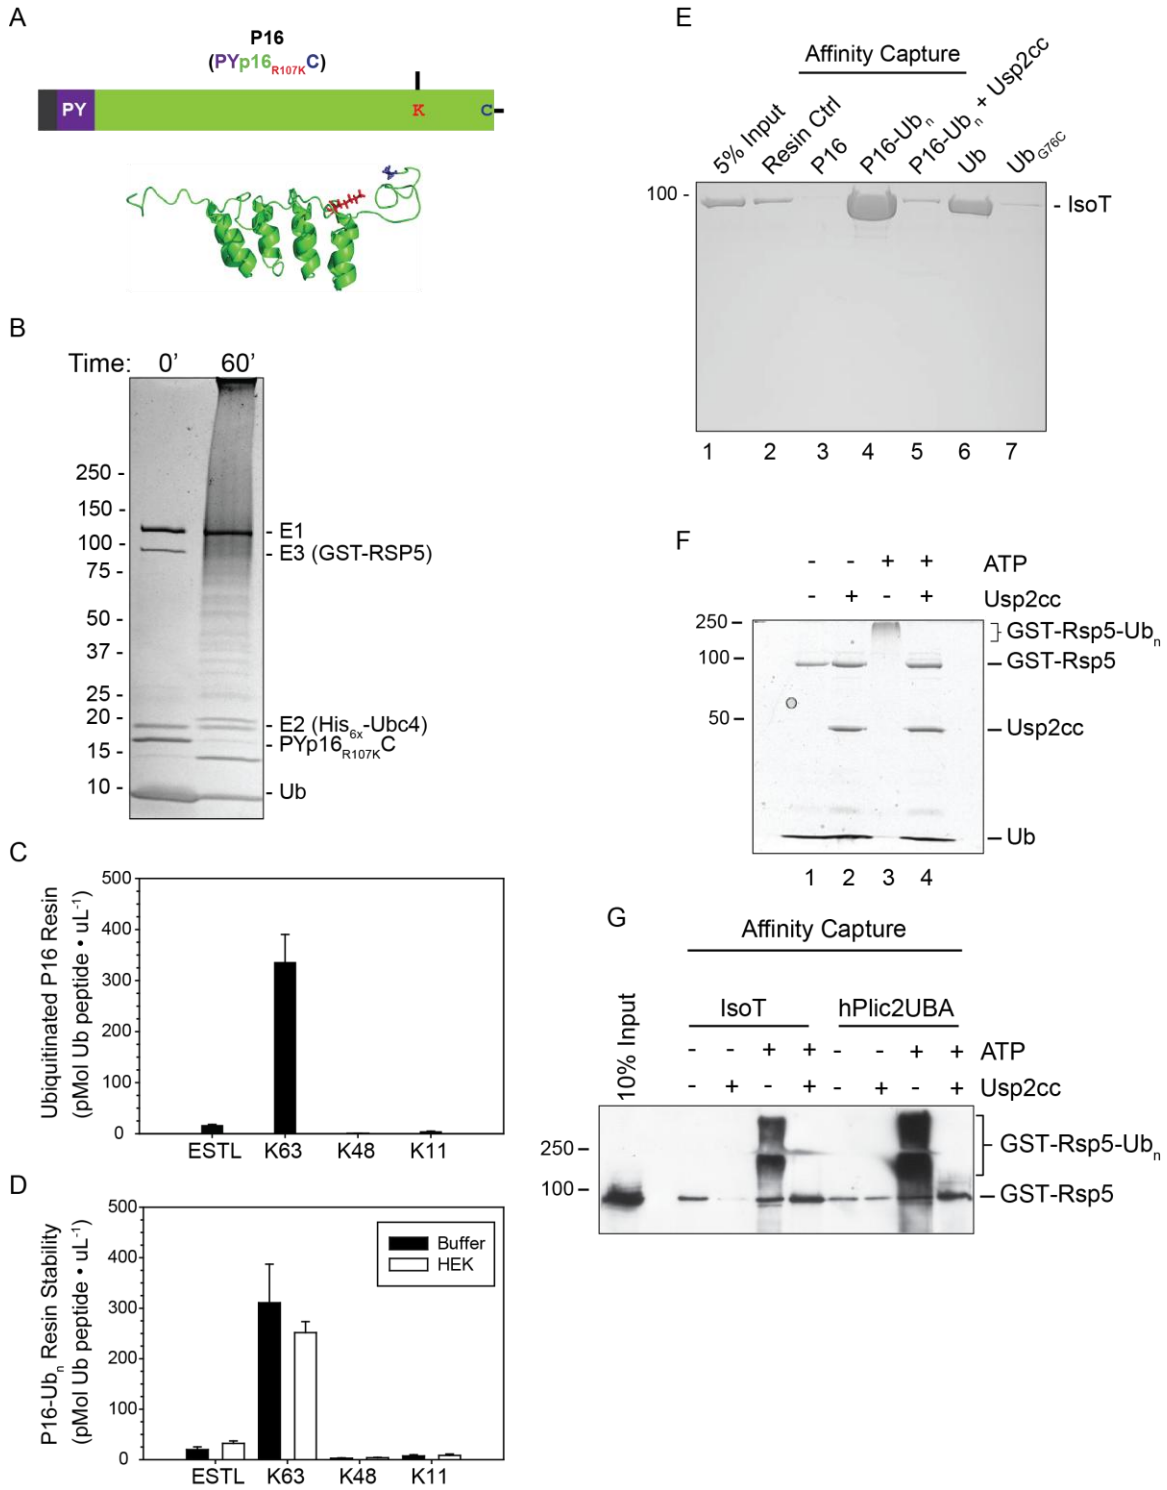 A
P16
(PYp16R107KC)
PY
K
C
B
Time: 0' 60'
250 -
150 -
100 -
75 -
50 -
37 -
25 -
20 -
15 -
10 -
- E1
- E3 (GST-RSP5)
- E2 (His6x-Ubc4)
- PYp16R107KC
- Ub
C
Ubiquitinated P16 Resin
(pMol Ub peptide • uL-1)
500
400
300
200
100
0
ESTL K63 K48 K11
D
P16-Ubn Resin Stability
(pMol Ub peptide • uL-1)
500
400
300
200
100
0
Buffer
HEK
ESTL K63 K48 K11
E
Affinity Capture
5% Input
Resin Ctrl
P16
P16-Ubn
P16-Ubn + Usp2cc
Ub
UbG76C
100 -
- IsoT
1 2 3 4 5 6 7
F
- - + + ATP
- + - + Usp2cc
250 –
100 –
50 –
GST-Rsp5-Ubn
GST-Rsp5
Usp2cc
Ub
1 2 3 4
G
Affinity Capture
10% Input
IsoT hPlic2UBA
- - + + - - + + ATP
- + - + - + - + Usp2cc
250 –
100 –
GST-Rsp5-Ubn
GST-Rsp5